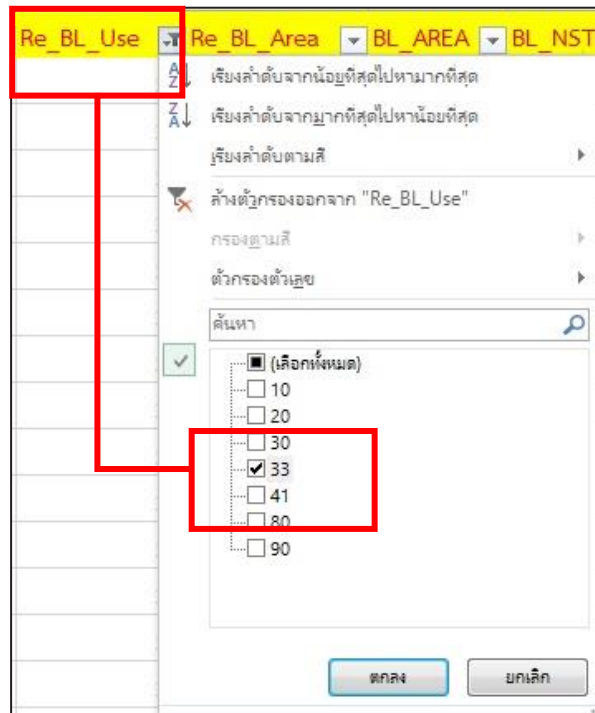 Re_BL_Use Re_BL_Area BL_AREA BL_NST
เรียงลำดับจากน้อยที่สุดไปหามากที่สุด
เรียงลำดับจากมากที่สุดไปหาน้อยที่สุด
เรียงลำดับตามสี
ล้างตัวกรองออกจาก "Re_BL_Use"
กรองตามสี
ตัวกรองตัวเลข
ค้นหา
(เลือกทั้งหมด)
10
20
30
33
41
80
90
ตกลง ยกเลิก